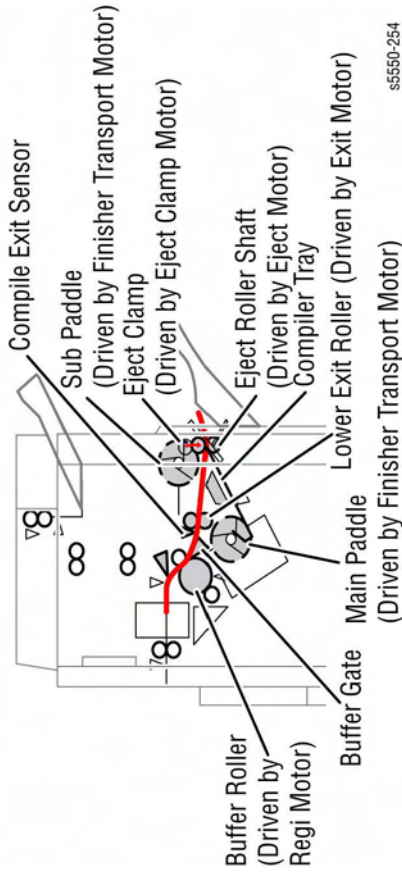 Compile Exit Sensor
Sub Paddle
(Driven by Finisher Transport Motor)
Eject Clamp
(Driven by Eject Clamp Motor)
Eject Roller Shaft
(Driven by Eject Motor)
Compiler Tray
Lower Exit Roller (Driven by Exit Motor)
Main Paddle
(Driven by Finisher Transport Motor)
Buffer Gate
Buffer Roller
(Driven by
Regi Motor)
s5550-254